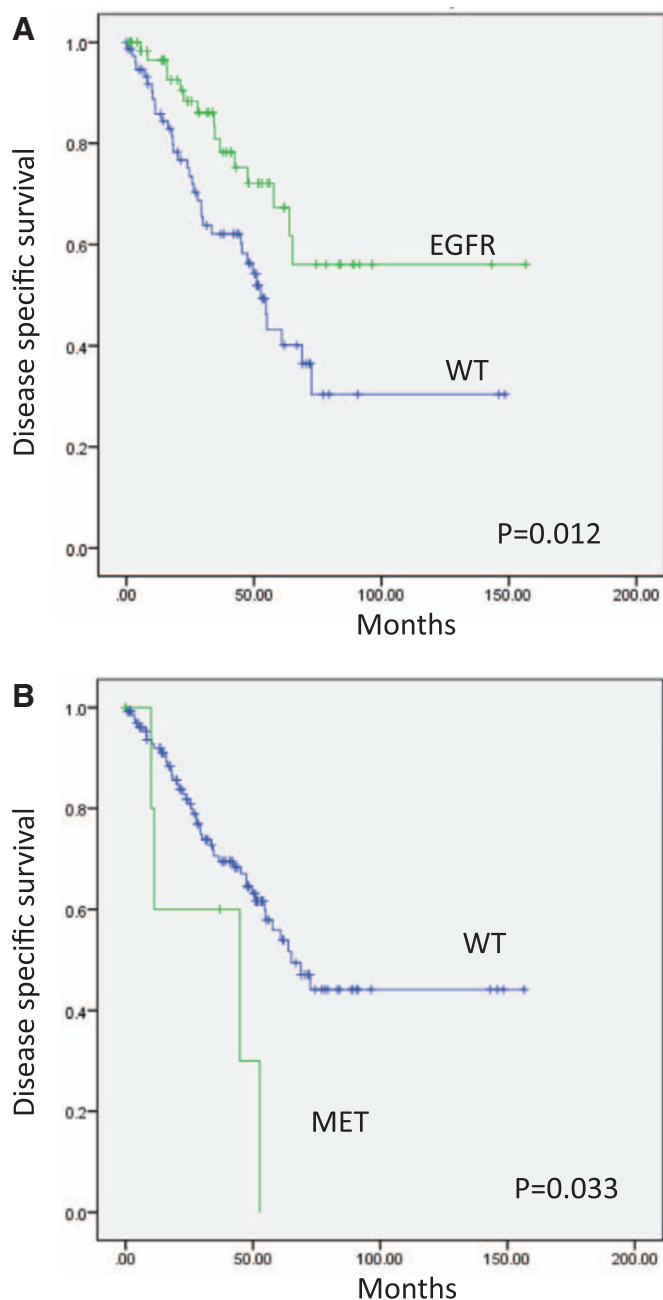 A
1.0
0.8
0.6
0.4
0.2
0.0
Disease specific survival
EGFR
WT
P=0.012
.00 50.00 100.00 150.00 200.00
Months
B
1.0
0.8
0.6
0.4
0.2
0.0
Disease specific survival
WT
MET
P=0.033
.00 50.00 100.00 150.00 200.00
Months